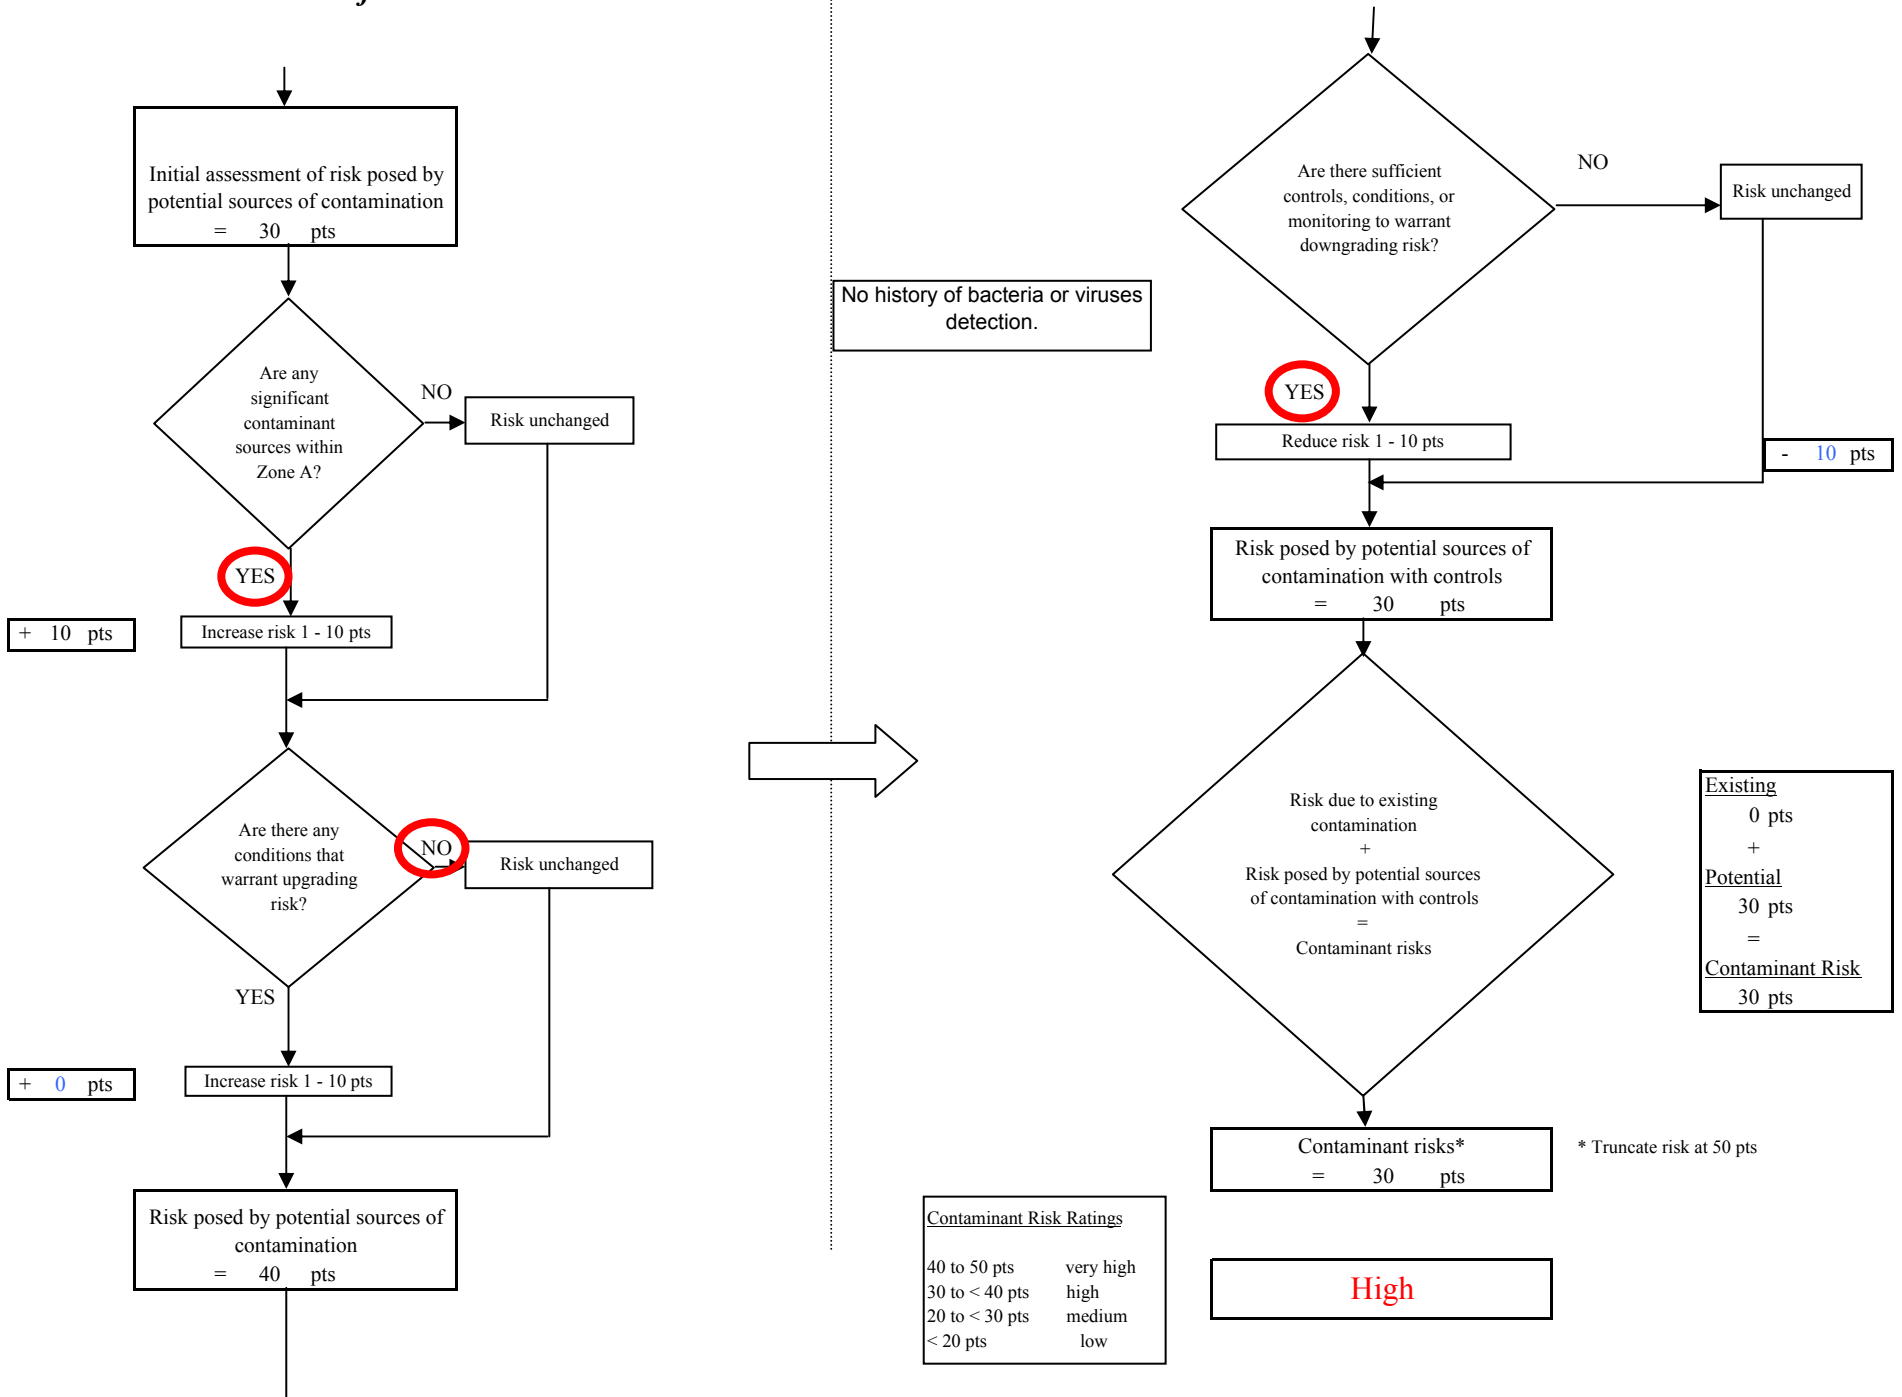 Initial assessment of risk posed by
potential sources of contamination
= 30 pts
Are any
significant
contaminant
sources within
Zone A?
NO
Risk unchanged
YES
+ 10 pts
Increase risk 1 - 10 pts
Are there any
conditions that
warrant upgrading
risk?
NO
Risk unchanged
YES
+ 0 pts
Increase risk 1 - 10 pts
Risk posed by potential sources of
contamination
= 40 pts
Are there sufficient
controls, conditions, or
monitoring to warrant
downgrading risk?
NO
Risk unchanged
No history of bacteria or viruses
detection.
YES
Reduce risk 1 - 10 pts
- 10 pts
Risk posed by potential sources of
contamination with controls
= 30 pts
Risk due to existing
contamination
+
Risk posed by potential sources
of contamination with controls
=
Contaminant risks
Existing
0 pts
+
Potential
30 pts
=
Contaminant Risk
30 pts
Contaminant risks*
= 30 pts
* Truncate risk at 50 pts
Contaminant Risk Ratings
40 to 50 pts very high
30 to < 40 pts high
20 to < 30 pts medium
< 20 pts low
High